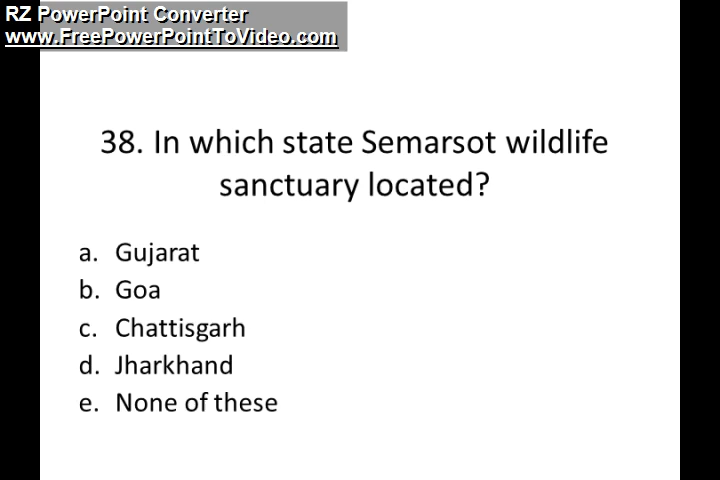 RZ PowerPoint Converter
www.FreePowerPointToVideo.com
38. In which state Semarsot wildlife
sanctuary located?
a. Gujarat
b. Goa
c. Chattisgarh
d. Jharkhand
e. None of these